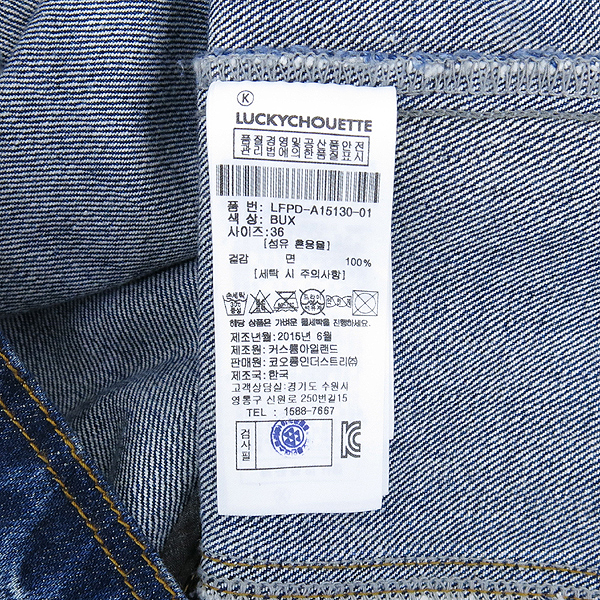 K
LUCKYCHOUETTE
품질경영및공산품안전
관리법에의한품질표시
품 번: LFPD-A15130-01
색 상: BUX
사이즈:36
[섬유 혼용율]
겉감 면 100%
[세탁 시 주의사항]
손세탁 드라이
해당 상품은 가벼운 물세탁을 진행하세요.
제조년월:2015년 6월
제조원: 커스틈아일랜드
판매원: 코오롱인더스트리㈜
제조국: 한국
고객상담실:경기도 수원시
영통구 신원로 250번길15
TEL : 1588-7667
검사필